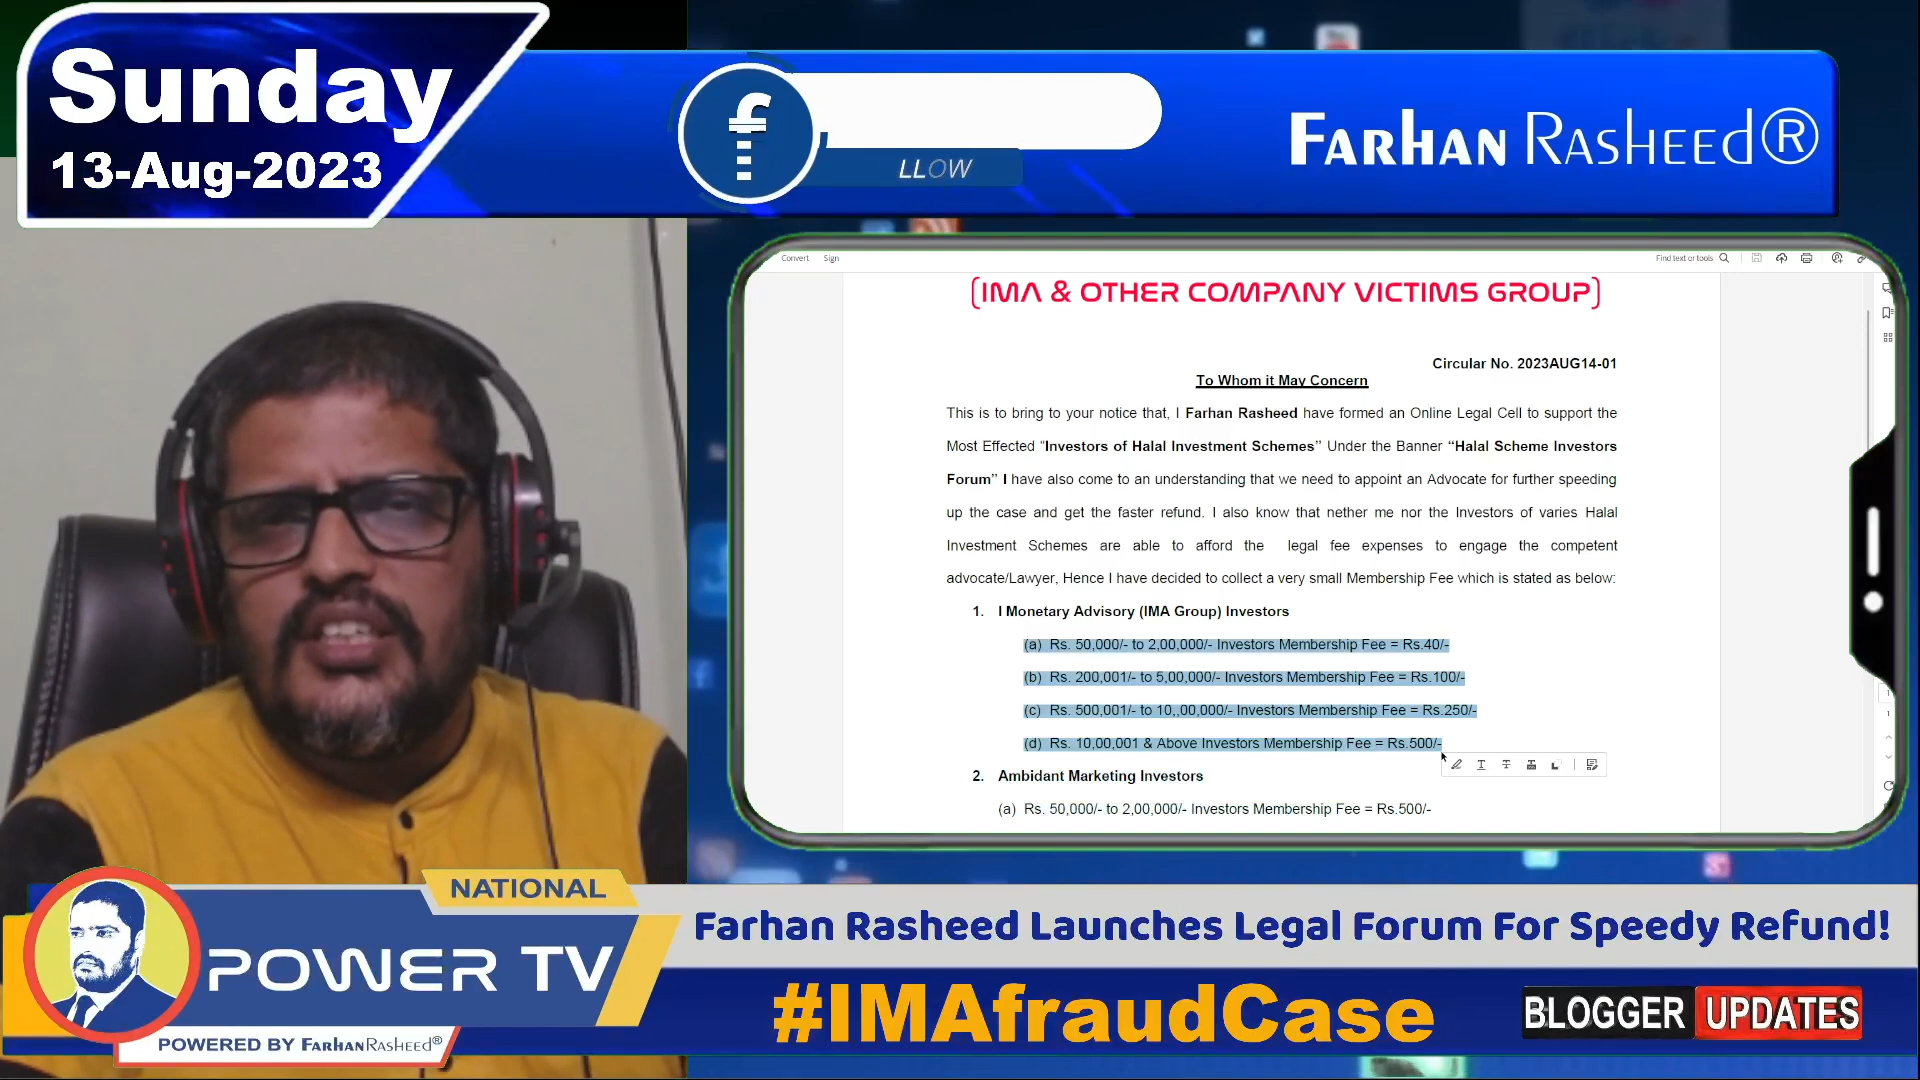 Sunday
13-Aug-2023
f
LLOW
FARHAN RASHEED®
Convert Sign Find text or tools
(IMA & OTHER COMPANY VICTIMS GROUP)
Circular No. 2023AUG14-01
To Whom it May Concern
This is to bring to your notice that, I Farhan Rasheed have formed an Online Legal Cell to support the
Most Effected "Investors of Halal Investment Schemes" Under the Banner "Halal Scheme Investors
Forum" I have also come to an understanding that we need to appoint an Advocate for further speeding
up the case and get the faster refund. I also know that nether me nor the Investors of varies Halal
Investment Schemes are able to afford the legal fee expenses to engage the competent
advocate/Lawyer, Hence I have decided to collect a very small Membership Fee which is stated as below:
1. I Monetary Advisory (IMA Group) Investors
(a) Rs. 50,000/- to 2,00,000/- Investors Membership Fee = Rs.40/-
(b) Rs. 200,001/- to 5,00,000/- Investors Membership Fee = Rs.100/-
(c) Rs. 500,001/- to 10,,00,000/- Investors Membership Fee = Rs.250/-
(d) Rs. 10,00,001 & Above Investors Membership Fee = Rs.500/-
2. Ambidant Marketing Investors
(a) Rs. 50,000/- to 2,00,000/- Investors Membership Fee = Rs.500/-
NATIONAL
POWER TV
POWERED BY FARHANRASHEED®
Farhan Rasheed Launches Legal Forum For Speedy Refund!
#IMAfraudCase
BLOGGER UPDATES